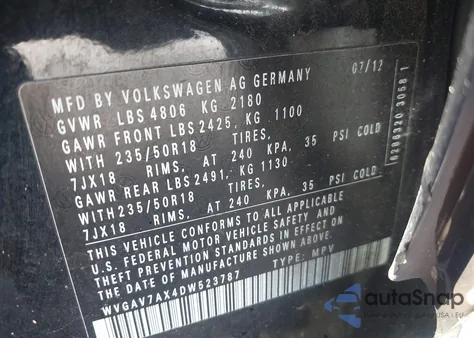 MFD BY VOLKSWAGEN AG GERMANY 07/12
GVWR LBS 4806 KG 2180
GAWR FRONT LBS 2425, KG 1100
WITH 235/50R18 TIRES,
7JX18 RIMS, AT 240 KPA, 35 PSI COLD
GAWR REAR LBS 2491, KG 1130
WITH 235/50R18 TIRES,
7JX18 RIMS, AT 240 KPA, 35 PSI COLD
THIS VEHICLE CONFORMS TO ALL APPLICABLE
U.S. FEDERAL MOTOR VEHICLE SAFETY AND
THEFT PREVENTION STANDARDS IN EFFECT ON
THE DATE OF MANUFACTURE SHOWN ABOVE.
WVGAV7AX4DW523787 TYPE: MPV
autoSnap